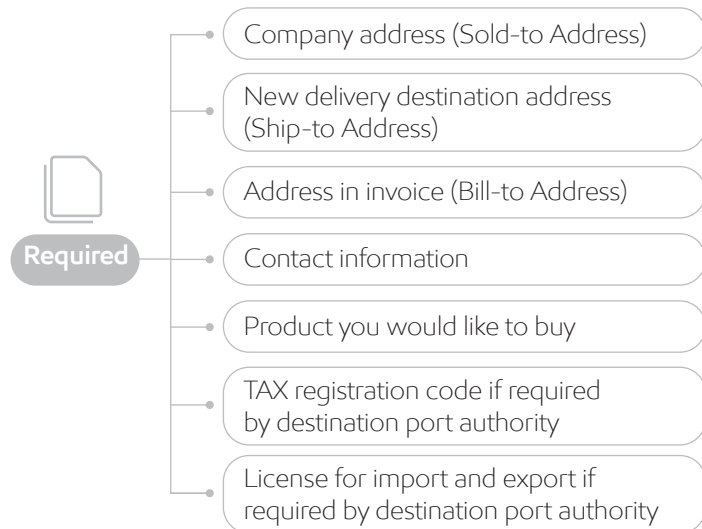 Company address (Sold-to Address)
New delivery destination address
(Ship-to Address)
Address in invoice (Bill-to Address)
Required
Contact information
Product you would like to buy
TAX registration code if required
by destination port authority
License for import and export if
required by destination port authority